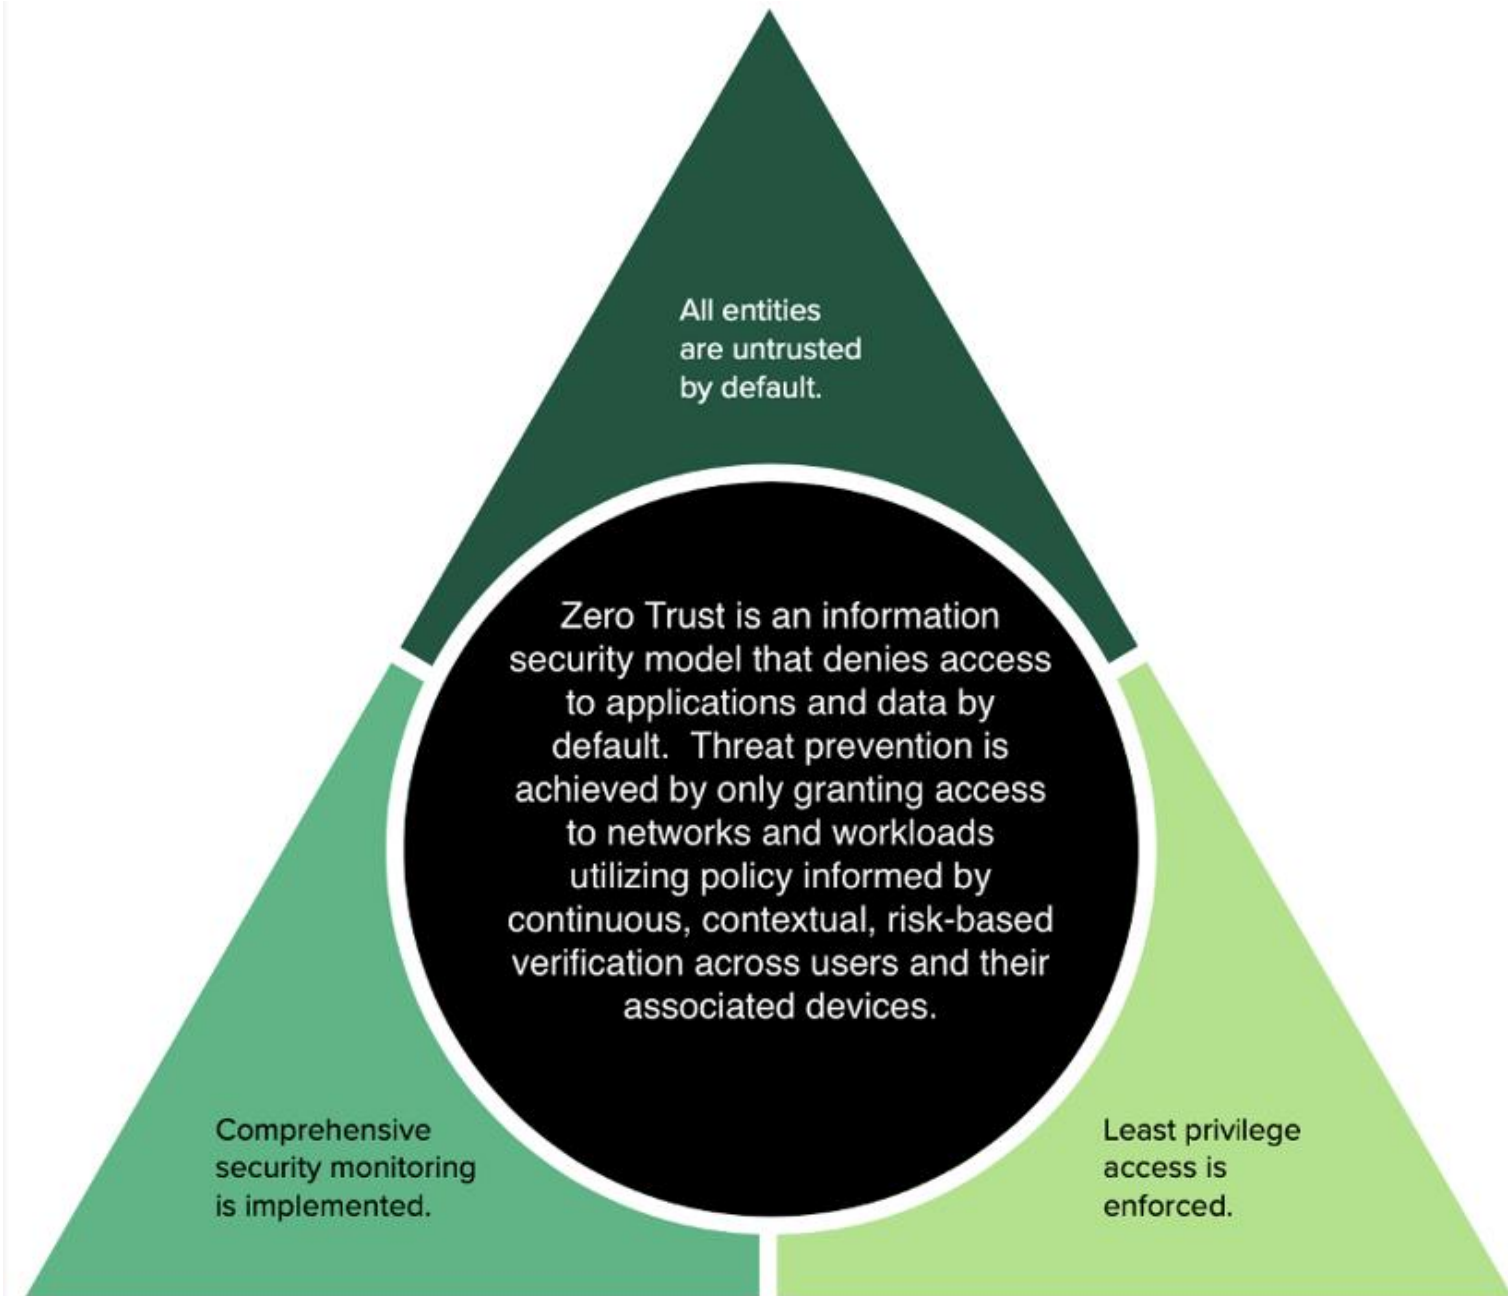 All entities
are untrusted
by default.
Zero Trust is an information
security model that denies access
to applications and data by
default.  Threat prevention is
achieved by only granting access
to networks and workloads
utilizing policy informed by
continuous, contextual, risk-based
verification across users and their
associated devices.
Comprehensive
security monitoring
is implemented.
Least privilege
access is
enforced.